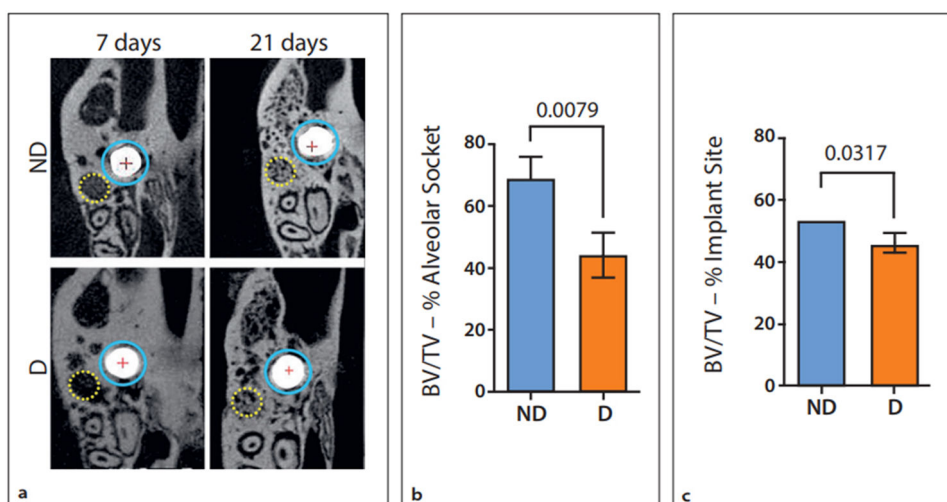 7 days
21 days
ND
D
a
BV/TV – % Alveolar Socket
0.0079
80
60
40
20
0
ND
D
b
BV/TV – % Implant Site
0.0317
80
60
40
20
0
ND
D
c